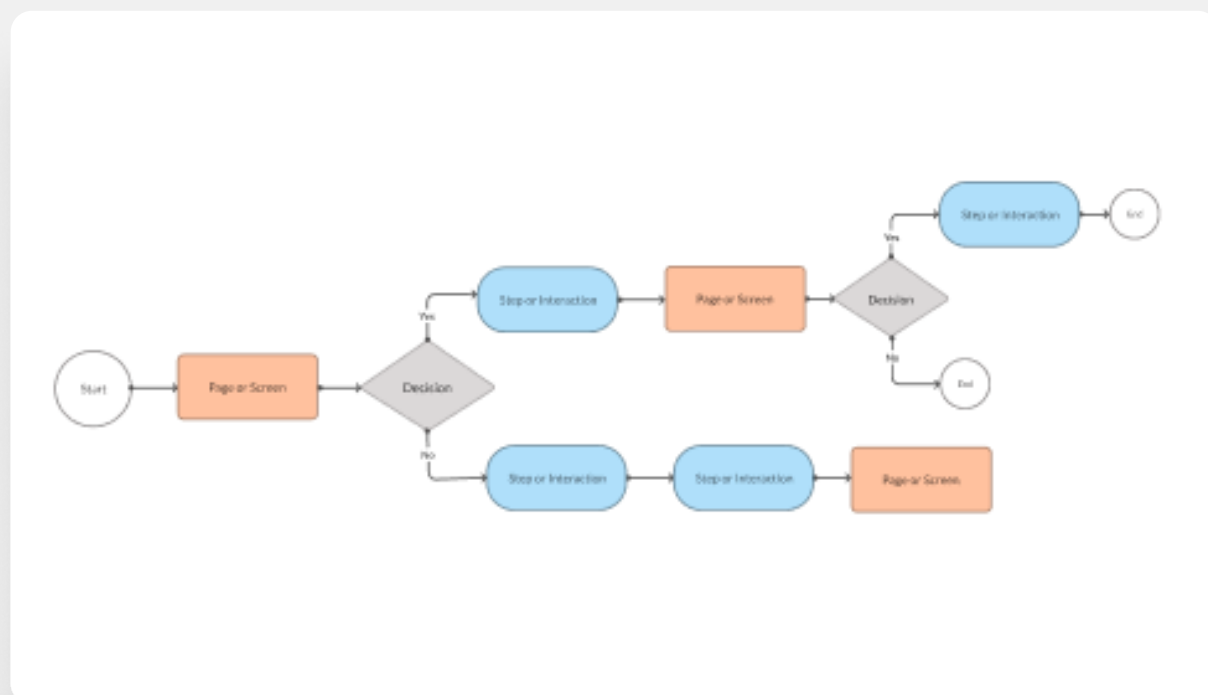 Step or Interaction
End
Yes
Step or Interaction
Page or Screen
Decision
Yes
No
End
Start
Page or Screen
Decision
No
Step or Interaction
Step or Interaction
Page or Screen